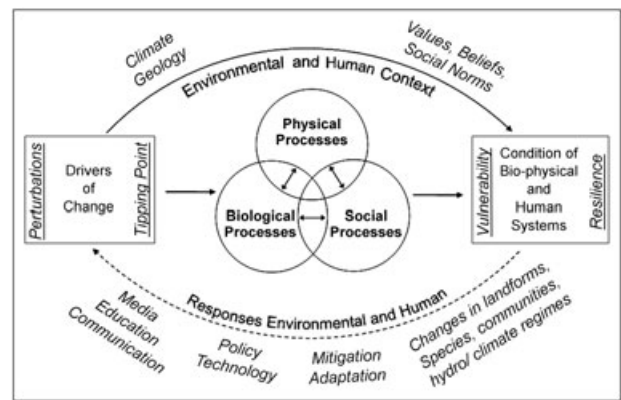 Climate
Geology
Values, Beliefs,
Social Norms
Environmental and Human Context
Perturbations
Drivers
of
Change
Tipping Point
Physical
Processes
Biological
Processes
Social
Processes
Vulnerability
Condition of
Bio-physical
and
Human
Systems
Resilience
Responses Environmental and Human
Media
Education
Communication
Policy
Technology
Mitigation
Adaptation
Changes in landforms,
Species, communities,
hydro/ climate regimes